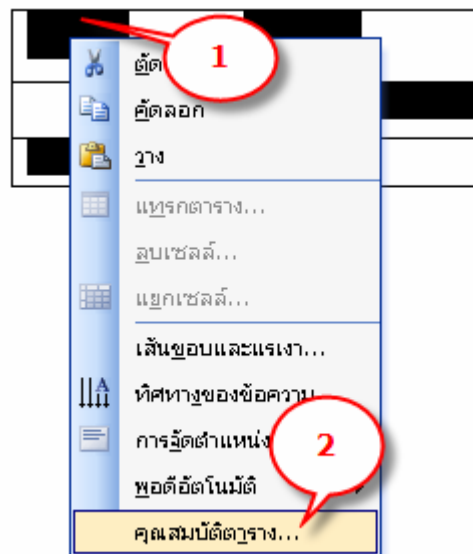 1
ตัด
คัดลอก
วาง
แทรกตาราง...
ลบเซลล์...
แยกเซลล์...
เส้นขอบและแรเงา...
ทิศทางของข้อความ...
การจัดตำแหน่ง
2
พอดีอัตโนมัติ
คุณสมบัติตาราง...